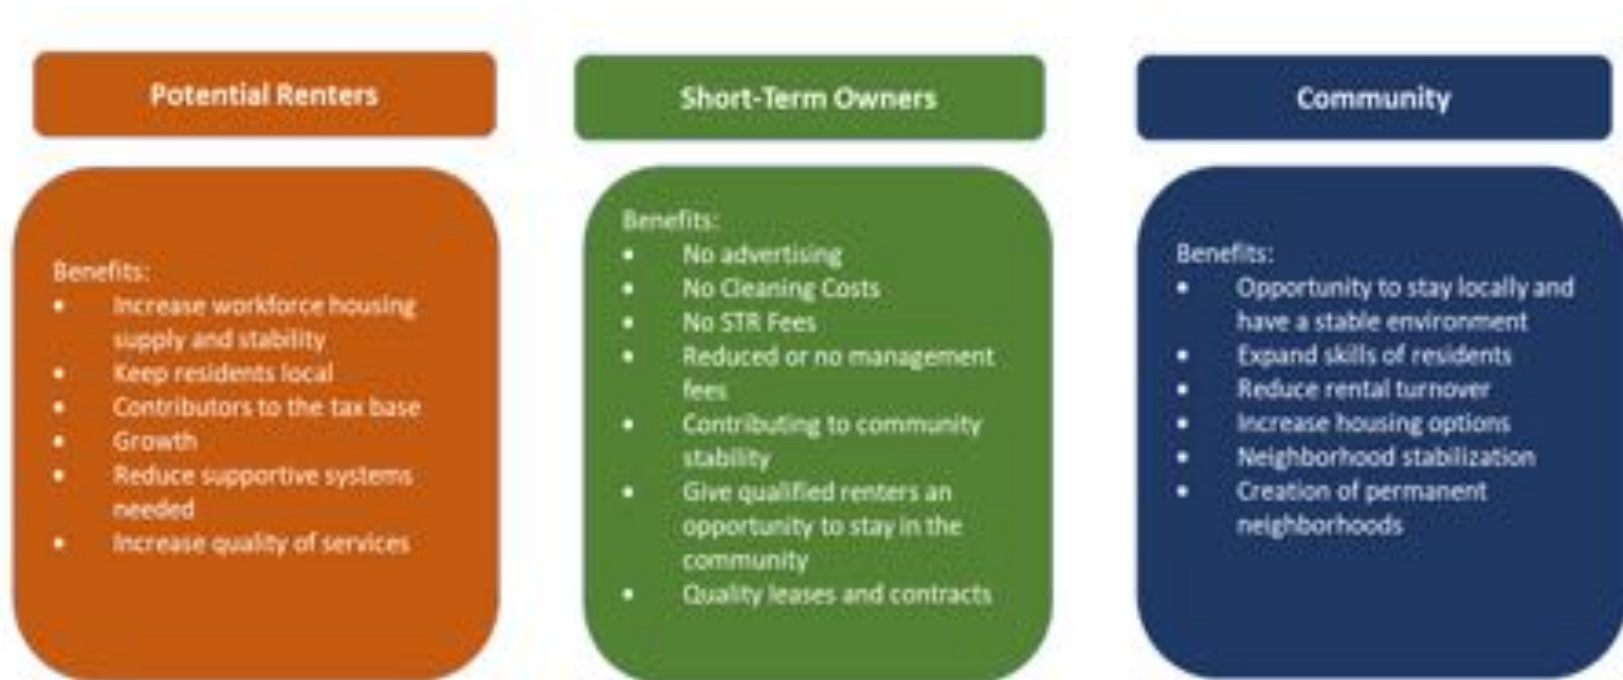 Potential Renters
Benefits:
• Increase workforce housing
supply and stability
• Keep residents local
• Contributors to the tax base
• Growth
• Reduce supportive systems
needed
• Increase quality of services
Short-Term Owners
Benefits:
• No advertising
• No Cleaning Costs
• No STR Fees
• Reduced or no management
fees
• Contributing to community
stability
• Give qualified renters an
opportunity to stay in the
community
• Quality leases and contracts
Community
Benefits:
• Opportunity to stay locally and
have a stable environment
• Expand skills of residents
• Reduce rental turnover
• Increase housing options
• Neighborhood stabilization
• Creation of permanent
neighborhoods